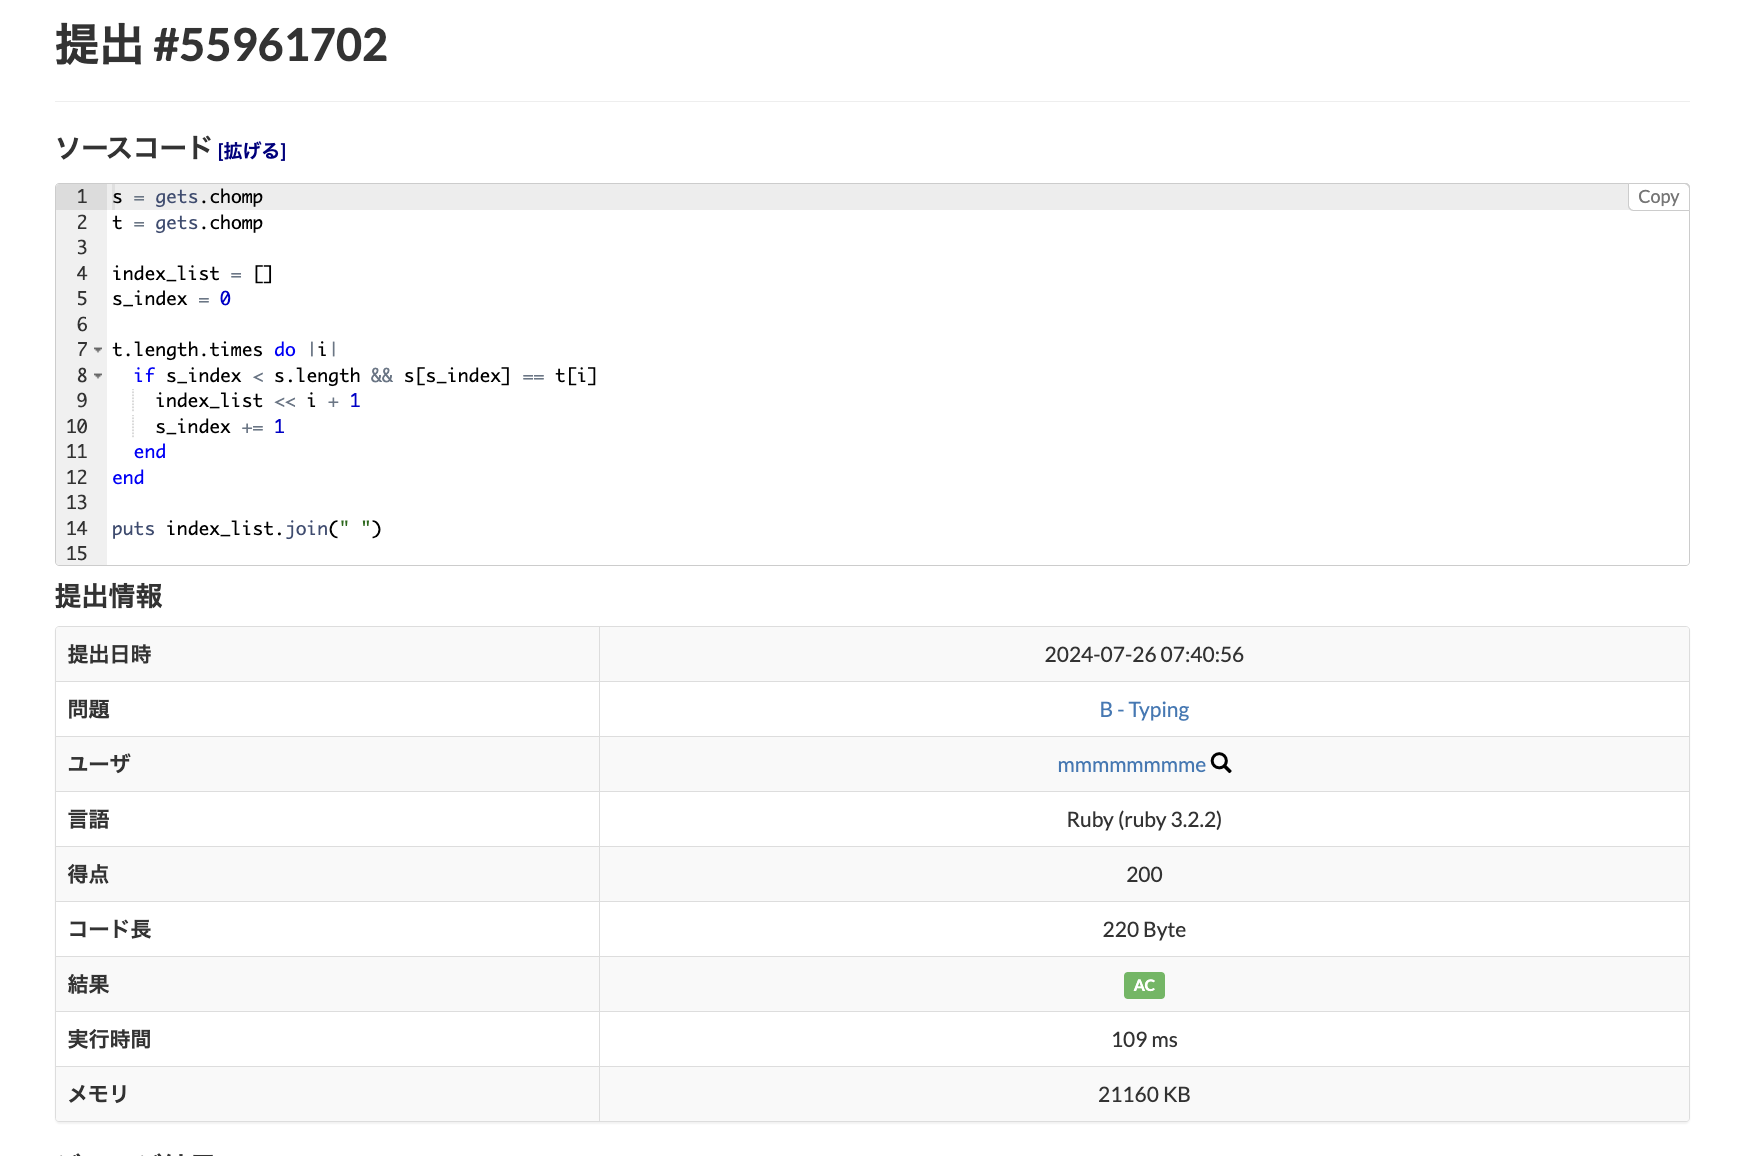 提出 #55961702
ソースコード [拡げる]
Copy
1 s = gets.chomp
2 t = gets.chomp
3
4 index_list = []
5 s_index = 0
6
7 t.length.times do |i|
8   if s_index < s.length && s[s_index] == t[i]
9     index_list << i + 1
10     s_index += 1
11   end
12 end
13
14 puts index_list.join(" ")
15
提出情報
提出日時 2024-07-26 07:40:56
問題 B - Typing
ユーザ mmmmmmmme
言語 Ruby (ruby 3.2.2)
得点 200
コード長 220 Byte
結果 AC
実行時間 109 ms
メモリ 21160 KB